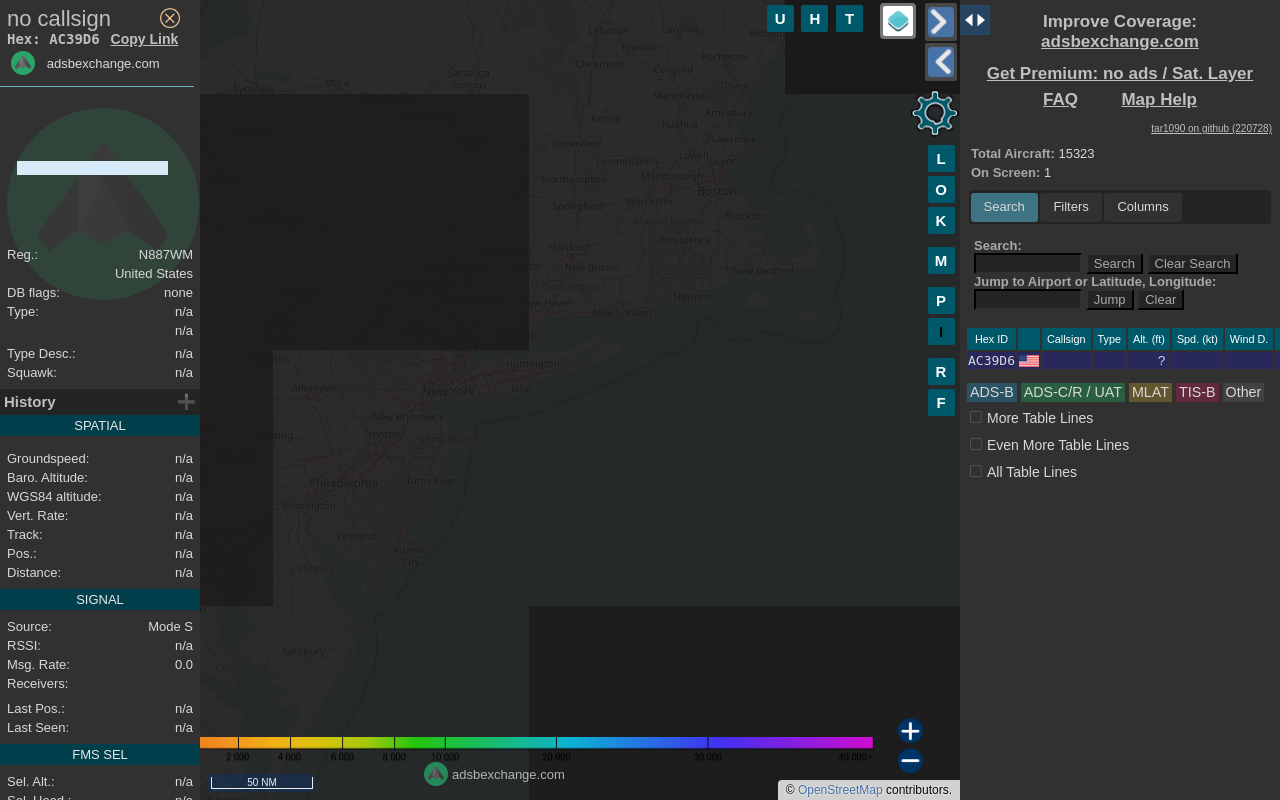 no callsign
Hex: AC39D6 Copy Link
adsbexchange.com
Reg.: N887WM
United States
DB flags: none
Type: n/a
n/a
Type Desc.: n/a
Squawk: n/a
History
SPATIAL
Groundspeed: n/a
Baro. Altitude: n/a
WGS84 altitude: n/a
Vert. Rate: n/a
Track: n/a
Pos.: n/a
Distance: n/a
SIGNAL
Source: Mode S
RSSI: n/a
Msg. Rate: 0.0
Receivers:
Last Pos.: n/a
Last Seen: n/a
FMS SEL
Sel. Alt.: n/a
U H T
L
O
K
M
P
I
R
F
Lebanon
Laconia
Franklin
Claremont
Concord
Rochester
Dover
Utica
Saratoga
Springs
Syracuse
Manchester
Keene
Nashua
Amesbury
Greenfield
Lawrence
Leominster
Lowell
Lynn
Northampton
Marlborough
Boston
Springfield
Worcester
Massachusetts
Brockton
Hartford
Providence
New Britain
Rhode Island
New Bedford
Connecticut
New Haven
Newport
New London
Huntington
Islip
Allentown
New York
New Brunswick
Trenton
Long Branch
New Jersey
Philadelphia
Toms River
Wilmington
Vineland
Atlantic
City
Delaware
Salisbury
2 000 4 000 6 000 8 000 10 000 20 000 30 000 40 000+
adsbexchange.com
50 NM
© OpenStreetMap contributors.
Improve Coverage:
adsbexchange.com
Get Premium: no ads / Sat. Layer
FAQ Map Help
tar1090 on github (220728)
Total Aircraft: 15323
On Screen: 1
Search Filters Columns
Search:
Search Clear Search
Jump to Airport or Latitude, Longitude:
Jump Clear
Hex ID Callsign Type Alt. (ft) Spd. (kt) Wind D.
AC39D6 ?
ADS-B ADS-C/R / UAT MLAT TIS-B Other
More Table Lines
Even More Table Lines
All Table Lines